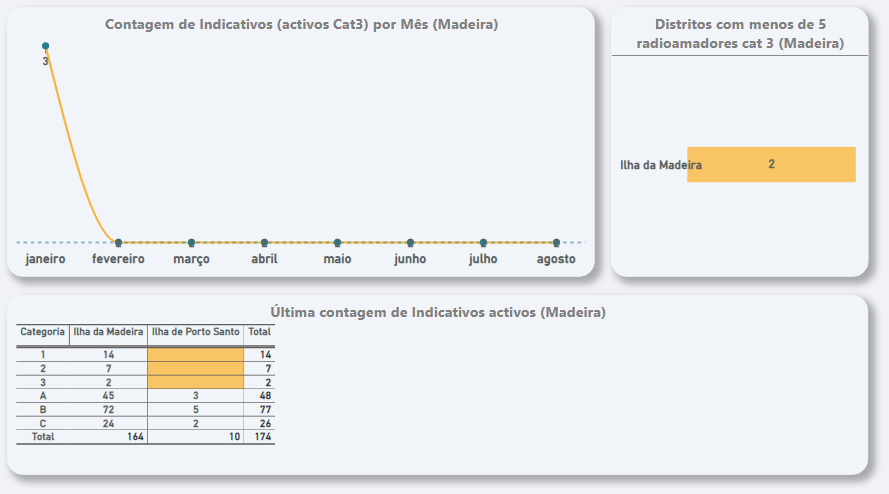 Contagem de Indicativos (activos Cat3) por Mês (Madeira)
3
janeiro fevereiro março abril maio junho julho agosto
Distritos com menos de 5
radioamadores cat 3 (Madeira)
Ilha da Madeira 2
Última contagem de Indicativos activos (Madeira)
Categoria Ilha da Madeira Ilha de Porto Santo Total
1 14 14
2 7 7
3 2 2
A 45 3 48
B 72 5 77
C 24 2 26
Total 164 10 174